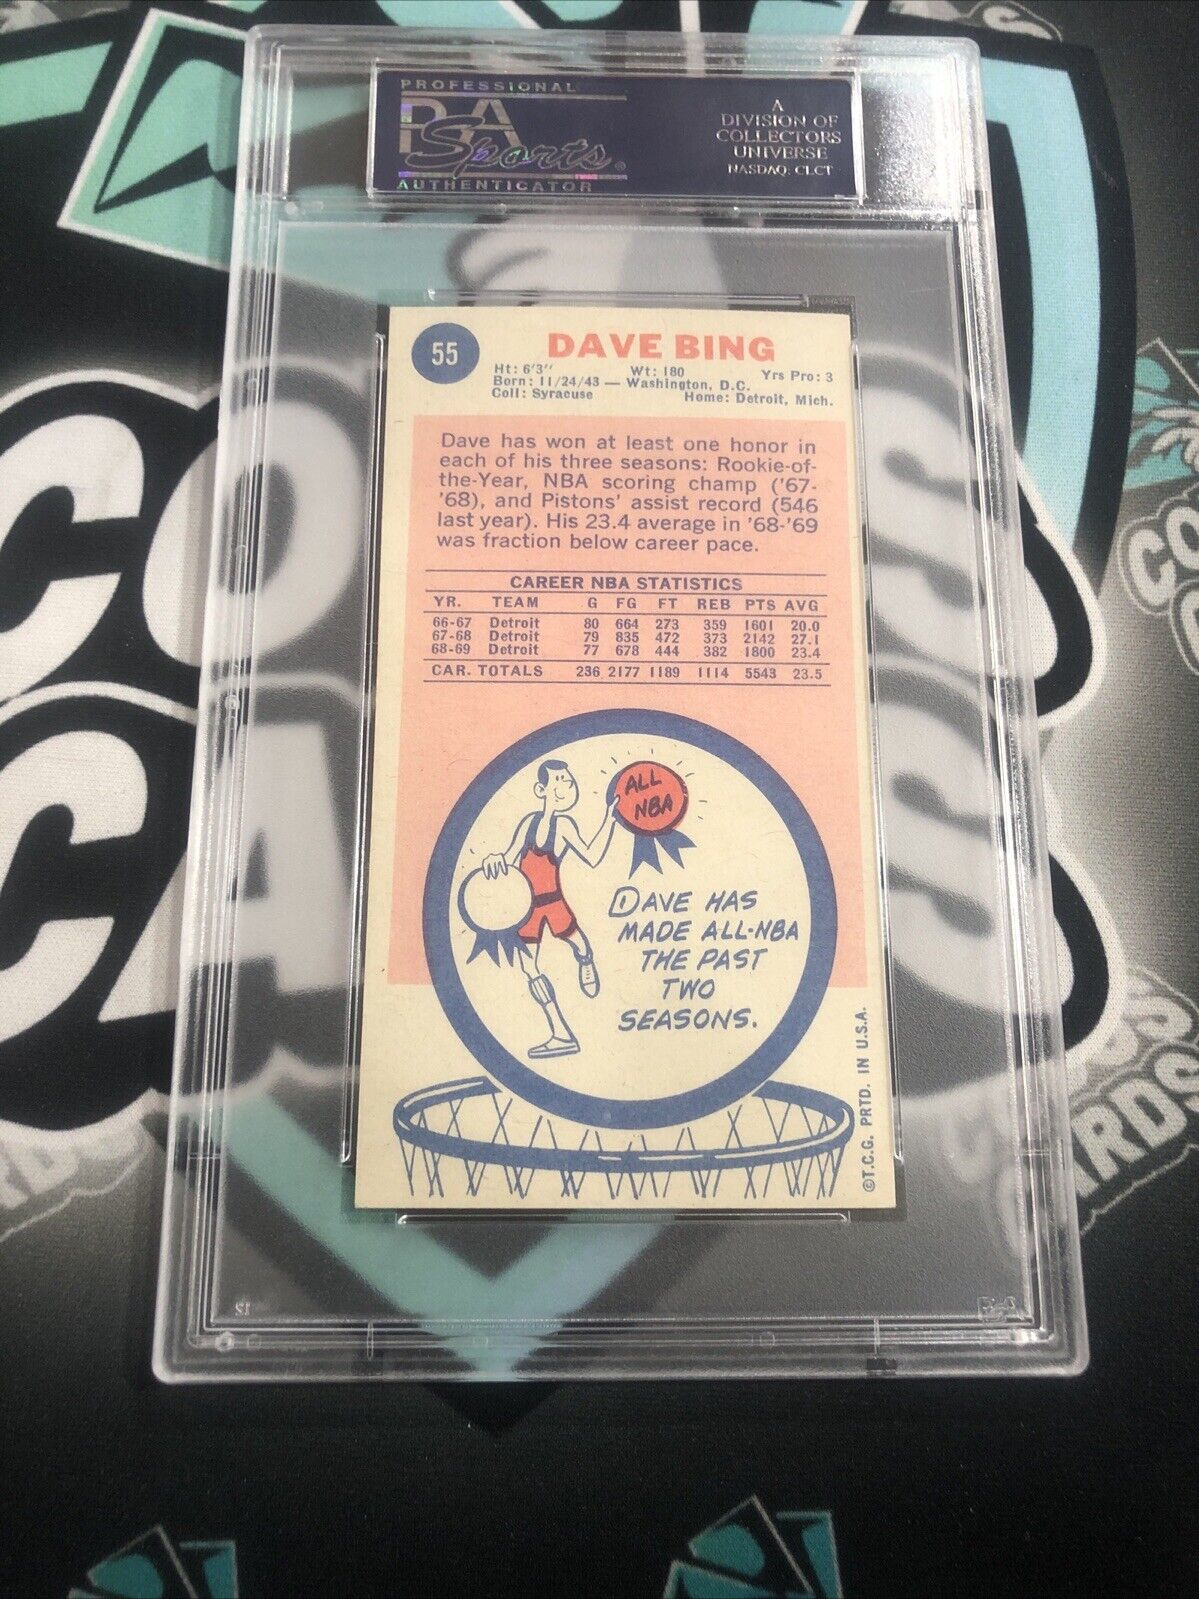 PROFESSIONAL
PSA
Sports
AUTHENTICATOR
A
DIVISION OF
COLLECTORS
UNIVERSE
NASDAQ: CLCT
55
DAVE BING
Ht: 6'3" Wt: 180 Yrs Pro: 3
Born: 11/24/43 — Washington, D.C.
Coll: Syracuse Home: Detroit, Mich.
Dave has won at least one honor in
each of his three seasons: Rookie-of-
the-Year, NBA scoring champ ('67-
'68), and Pistons' assist record (546
last year). His 23.4 average in '68-'69
was fraction below career pace.
CAREER NBA STATISTICS
YR. TEAM G FG FT REB PTS AVG
66-67 Detroit 80 664 273 359 1601 20.0
67-68 Detroit 79 835 472 373 2142 27.1
68-69 Detroit 77 678 444 382 1800 23.4
CAR. TOTALS 236 2177 1189 1114 5543 23.5
ALL
NBA
DAVE HAS
MADE ALL-NBA
THE PAST
TWO
SEASONS.
©T.C.G. PRTD. IN U.S.A.
PSA